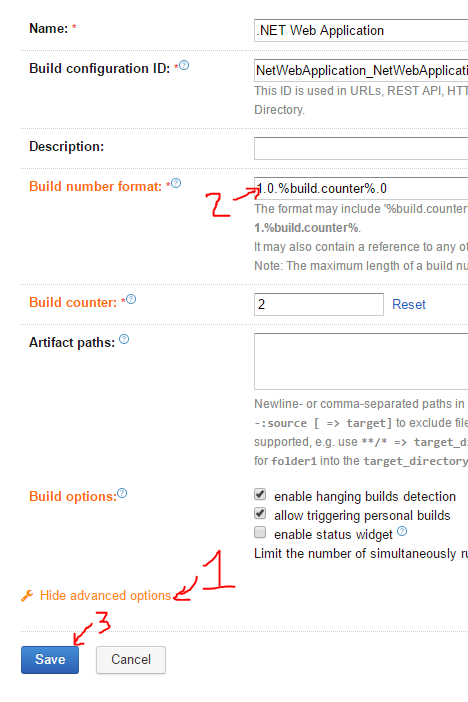 Name: *
.NET Web Application
Build configuration ID: *
NetWebApplication_NetWebApplicati
This ID is used in URLs, REST API, HTT
Directory.
Description:
Build number format: *
2
1.0.%build.counter%.0
The format may include '%build.counter
1.%build.counter%.
It may also contain a reference to any of
Note: The maximum length of a build nu
Build counter: *
2
Reset
Artifact paths:
Newline- or comma-separated paths in
-:source [ => target] to exclude file
supported, e.g. use **/* => target_d
for folder1 into the target_directory
Build options:
enable hanging builds detection
allow triggering personal builds
enable status widget
Limit the number of simultaneously ru
Hide advanced options
1
3
Save
Cancel